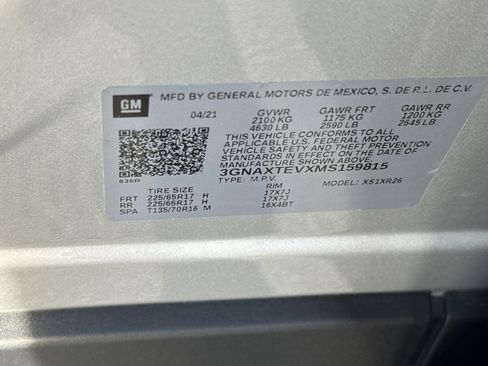 GM
MFD BY GENERAL MOTORS DE MEXICO, S. DE R.L. DE C.V.
04/21 GVWR GAWR FRT GAWR RR
2100 KG 1175 KG 1200 KG
4630 LB 2590 LB 2645 LB
THIS VEHICLE CONFORMS TO ALL
APPLICABLE U.S. FEDERAL MOTOR
VEHICLE SAFETY AND THEFT PREVENTION
STANDARDS IN EFFECT ON THE DATE OF
MANUFACTURE SHOWN ABOVE.
3GNAXTEVXMS159815
TYPE: M.P.V. MODEL: X51XR26
TIRE SIZE RIM
FRT 225/65R17 H 17X7J
RR 225/65R17 H 17X7J
SPA T135/70R16 M 16X4BT